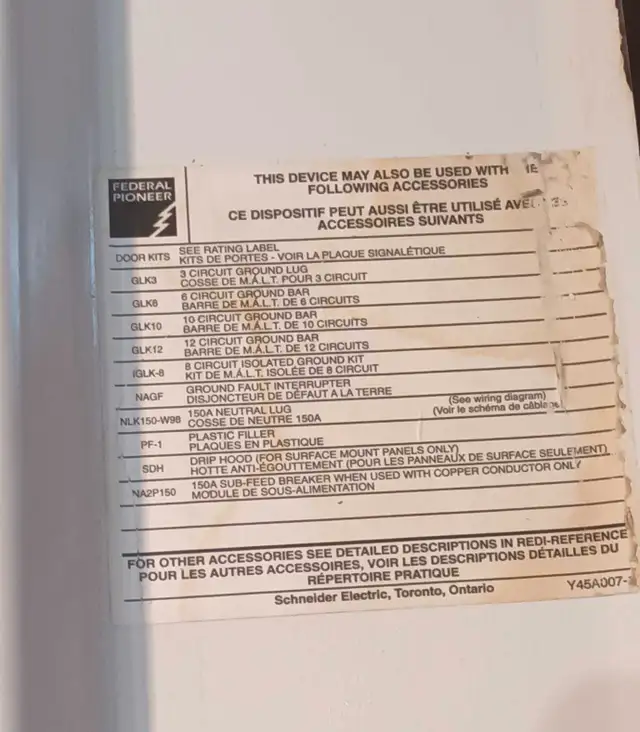 FEDERAL
PIONEER
THIS DEVICE MAY ALSO BE USED WITH
FOLLOWING ACCESSORIES
CE DISPOSITIF PEUT AUSSI ÊTRE UTILISÉ
ACCESSOIRES SUIVANTS
DOOR KITS SEE RATING LABEL
KITS DE PORTES - VOIR LA PLAQUE SIGNALÉTIQUE
GLK3 3 CIRCUIT GROUND LUG
COSSE DE M.A.L.T. POUR 3 CIRCUIT
GLK6 6 CIRCUIT GROUND BAR
BARRE DE M.A.L.T. DE 6 CIRCUITS
GLK10 10 CIRCUIT GROUND BAR
BARRE DE M.A.L.T. DE 10 CIRCUITS
GLK12 12 CIRCUIT GROUND BAR
BARRE DE M.A.L.T. DE 12 CIRCUITS
IGLK-8 8 CIRCUIT ISOLATED GROUND KIT
KIT DE M.A.L.T. ISOLÉE DE 8 CIRCUIT
NAGF GROUND FAULT INTERRUPTER
DISJONCTEUR DE DÉFAUT A LA TERRE
NLK150-W98 150A NEUTRAL LUG (See wiring diagram)
COSSE DE NEUTRE 150A (Voir le schéma de
PF-1 PLASTIC FILLER
PLAQUES EN PLASTIQUE
SDH DRIP HOOD (FOR SURFACE MOUNT PANELS ONLY)
HOTTE ANTI-ÉGOUTTEMENT (POUR LES PANNEAUX DE SURFACE SEULEMENT)
NA2P150 150A SUB-FEED BREAKER WHEN USED WITH COPPER CONDUCTOR ONLY
MODULE DE SOUS-ALIMENTATION
FOR OTHER ACCESSORIES SEE DETAILED DESCRIPTIONS IN REDI-REFERENCE
POUR LES AUTRES ACCESSOIRES, VOIR LES DESCRIPTIONS DÉTAILLES DU
RÉPERTOIRE PRATIQUE
Schneider Electric, Toronto, Ontario Y45A007-